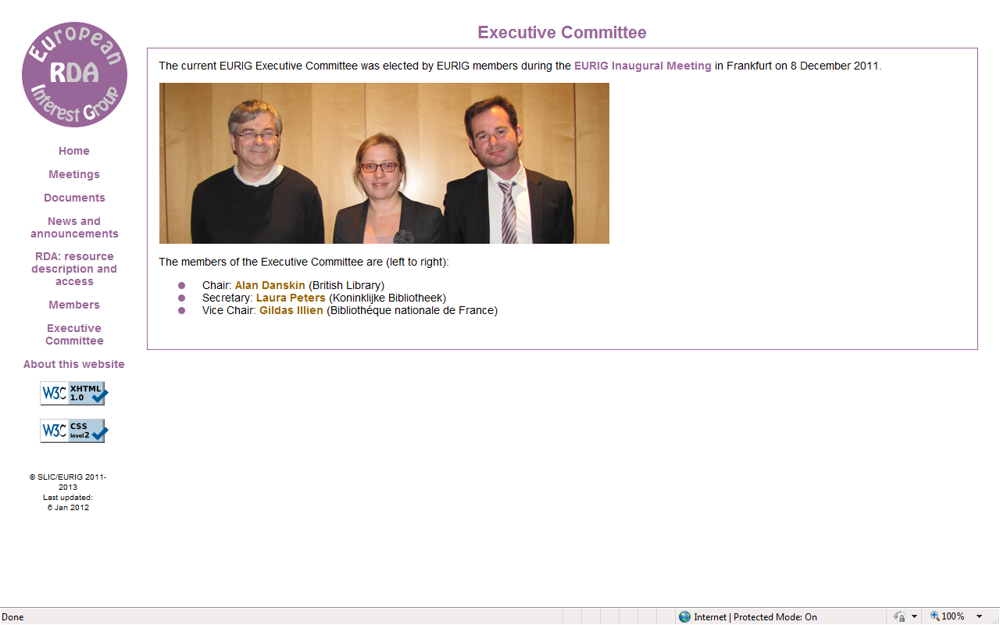 European
RDA
Interest Group
Home
Meetings
Documents
News and
announcements
RDA: resource
description and
access
Members
Executive
Committee
About this website
W3C XHTML
1.0
W3C CSS
level2
© SLIC/EURIG 2011-
2013
Last updated:
6 Jan 2012
Executive Committee
The current EURIG Executive Committee was elected by EURIG members during the EURIG Inaugural Meeting in Frankfurt on 8 December 2011.
The members of the Executive Committee are (left to right):
Chair: Alan Danskin (British Library)
Secretary: Laura Peters (Koninklijke Bibliotheek)
Vice Chair: Gildas Illien (Bibliothéque nationale de France)
Done
Internet | Protected Mode: On
100%